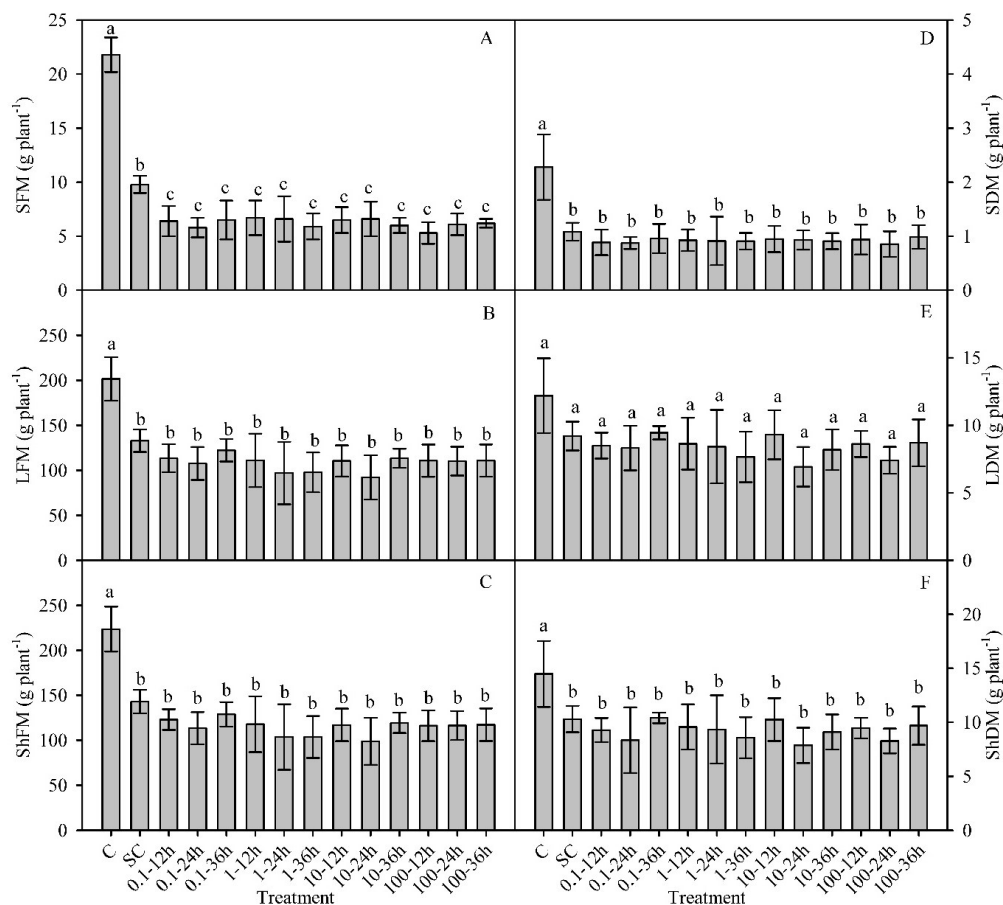 A
SFM (g plant⁻¹)
25
20
15
10
5
0
a
b
c
c
c
c
c
c
c
c
c
c
c
c
D
SDM (g plant⁻¹)
5
4
3
2
1
0
a
b
b
b
b
b
b
b
b
b
b
b
b
b
B
LFM (g plant⁻¹)
250
200
150
100
50
0
a
b
b
b
b
b
b
b
b
b
b
b
b
b
E
LDM (g plant⁻¹)
15
10
5
0
a
a
a
a
a
a
a
a
a
a
a
a
a
a
C
ShFM (g plant⁻¹)
250
200
150
100
50
0
a
b
b
b
b
b
b
b
b
b
b
b
b
b
F
ShDM (g plant⁻¹)
20
15
10
5
0
a
b
b
b
b
b
b
b
b
b
b
b
b
b
C
SC
0.1-12h
0.1-24h
0.1-36h
1-12h
1-24h
1-36h
10-12h
10-24h
10-36h
100-12h
100-24h
100-36h
Treatment
C
SC
0.1-12h
0.1-24h
0.1-36h
1-12h
1-24h
1-36h
10-12h
10-24h
10-36h
100-12h
100-24h
100-36h
Treatment